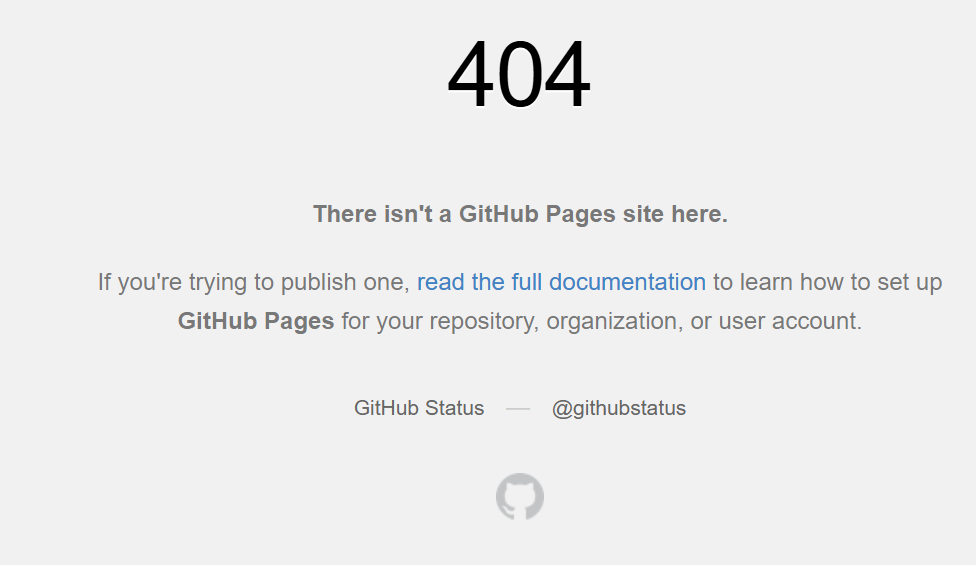 404
There isn't a GitHub Pages site here.
If you're trying to publish one, read the full documentation to learn how to set up
GitHub Pages for your repository, organization, or user account.
GitHub Status — @githubstatus